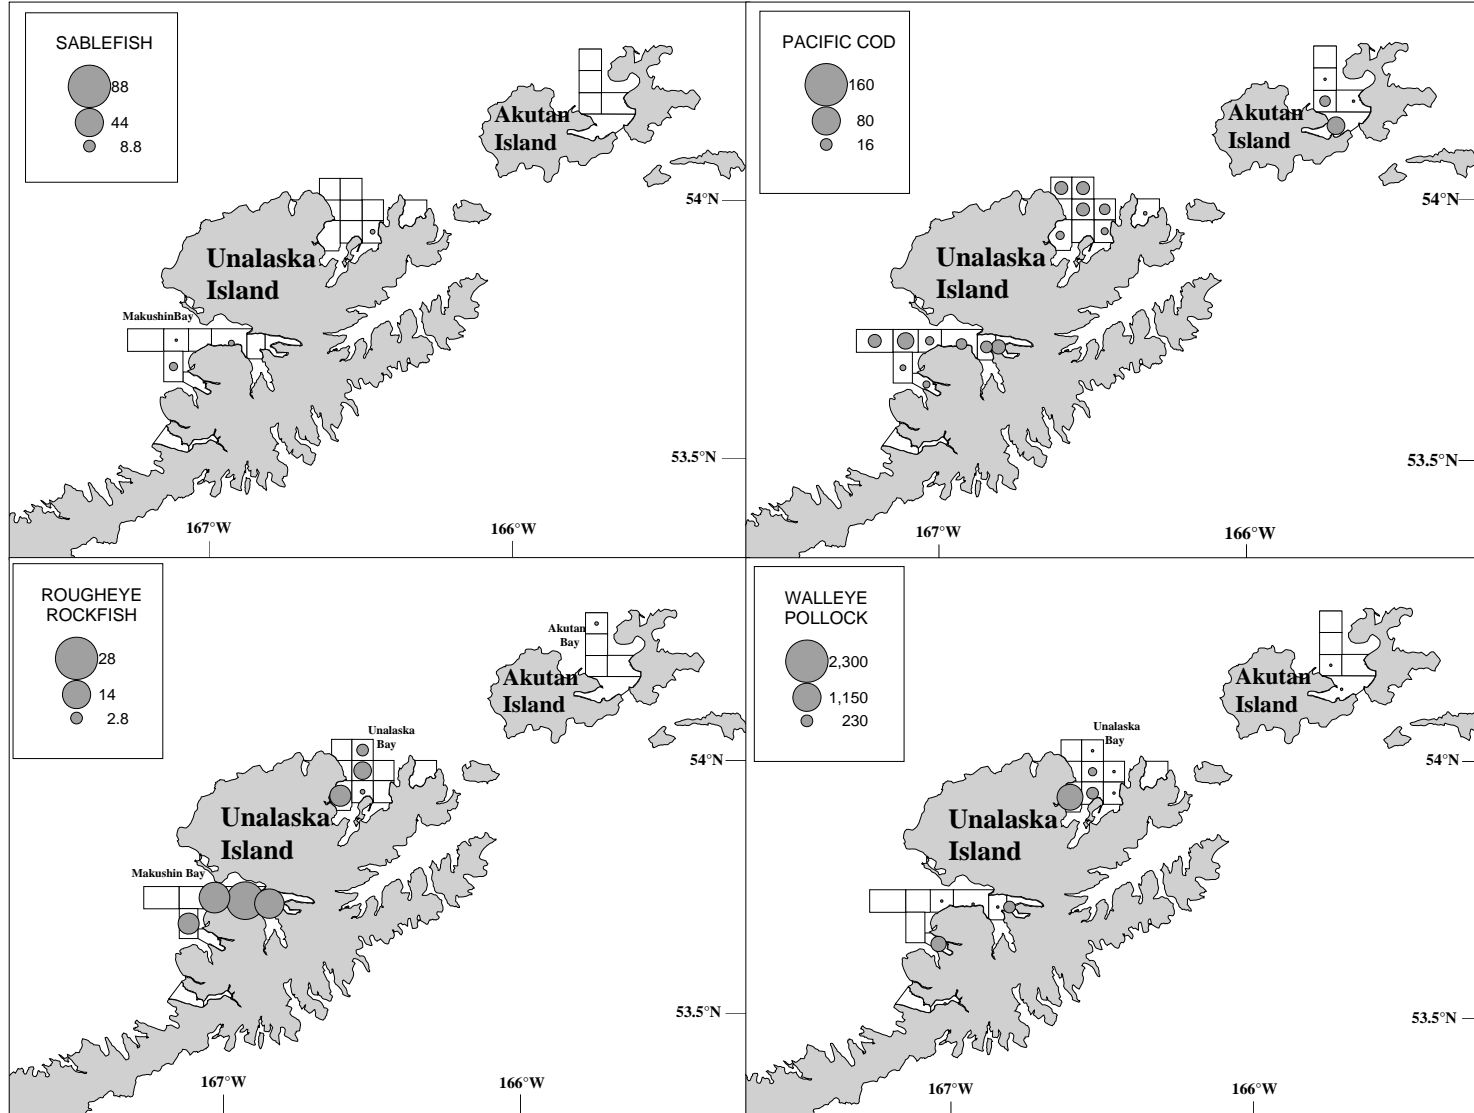 SABLEFISH
88
44
8.8
Akutan
Island
54°N
Unalaska
Island
MakushinBay
53.5°N
167°W
166°W
PACIFIC COD
160
80
16
Akutan
Island
54°N
Unalaska
Island
53.5°N
167°W
166°W
ROUGHEYE
ROCKFISH
28
14
2.8
Akutan
Bay
Akutan
Island
Unalaska
Bay
54°N
Unalaska
Island
Makushin Bay
53.5°N
167°W
166°W
WALLEYE
POLLOCK
2,300
1,150
230
Akutan
Island
Unalaska
Bay
54°N
Unalaska
Island
53.5°N
167°W
166°W